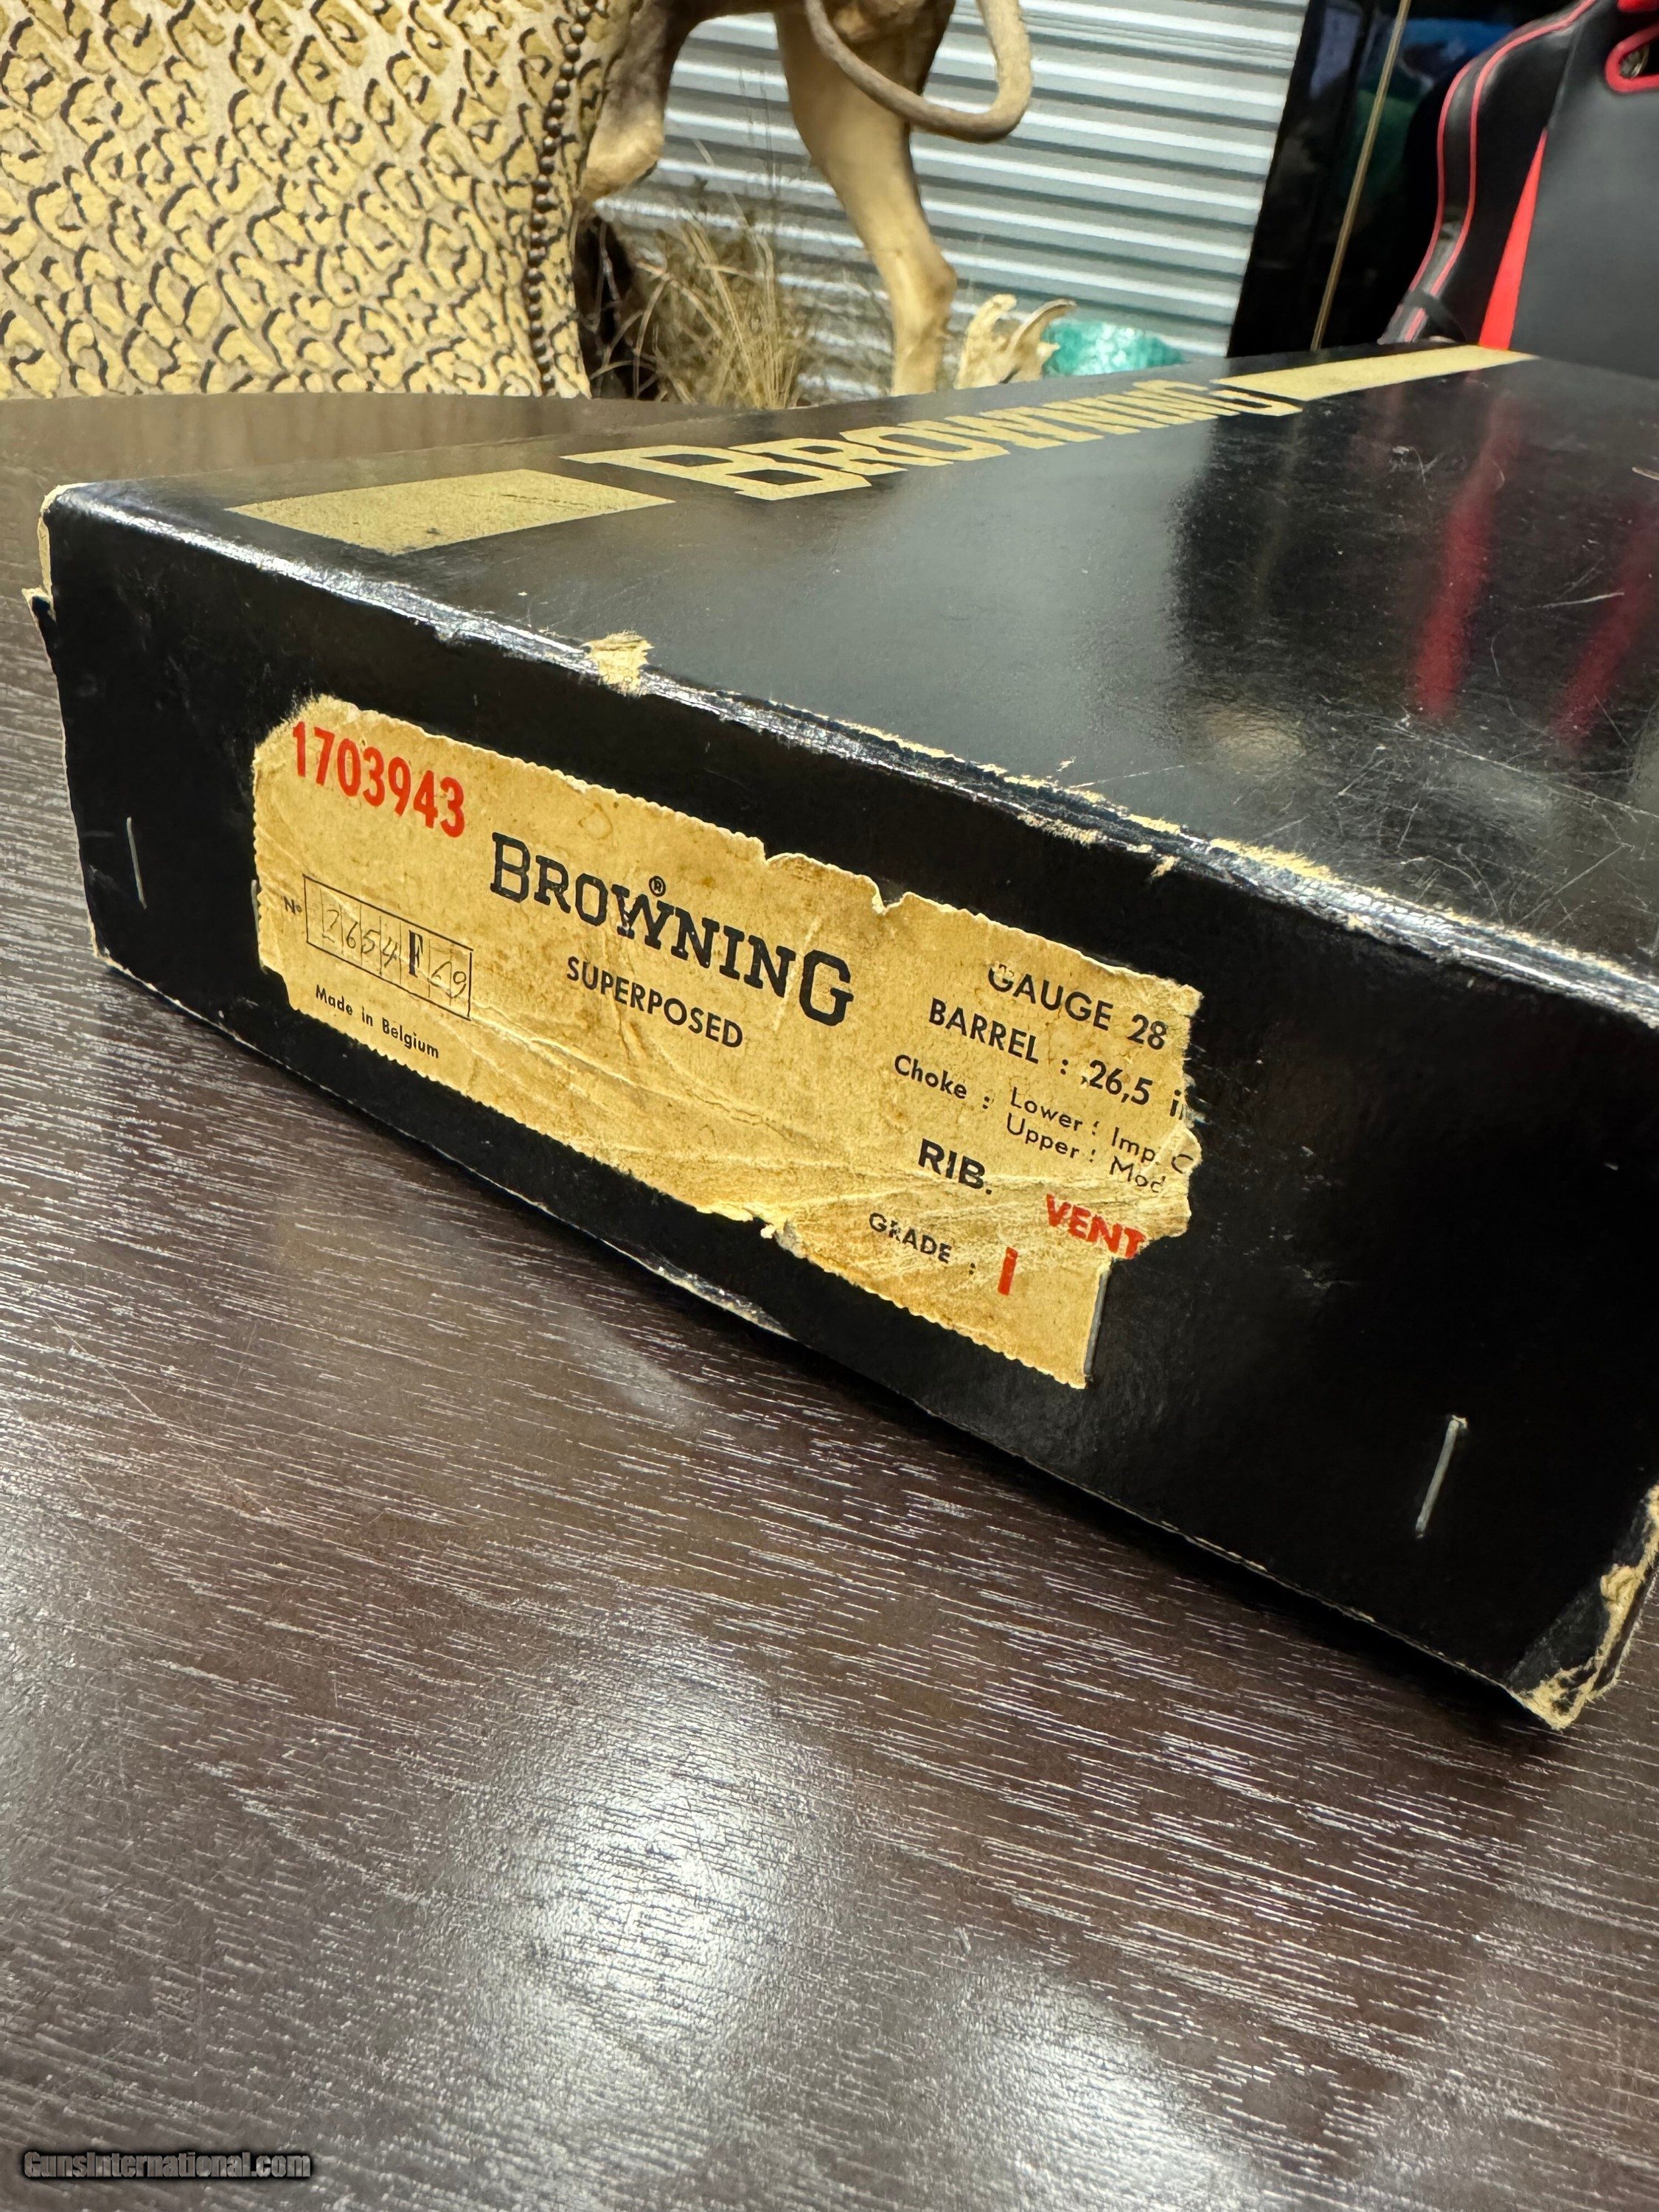 BROWNING
1703943
BROWNING
®
SUPERPOSED
Nº 2654 F 69
Made in Belgium
GAUGE 28
BARREL : 26,5
Choke : Lower : Imp. C
Upper : Mod
RIB. VENT
GRADE : I
GunsInternational.com